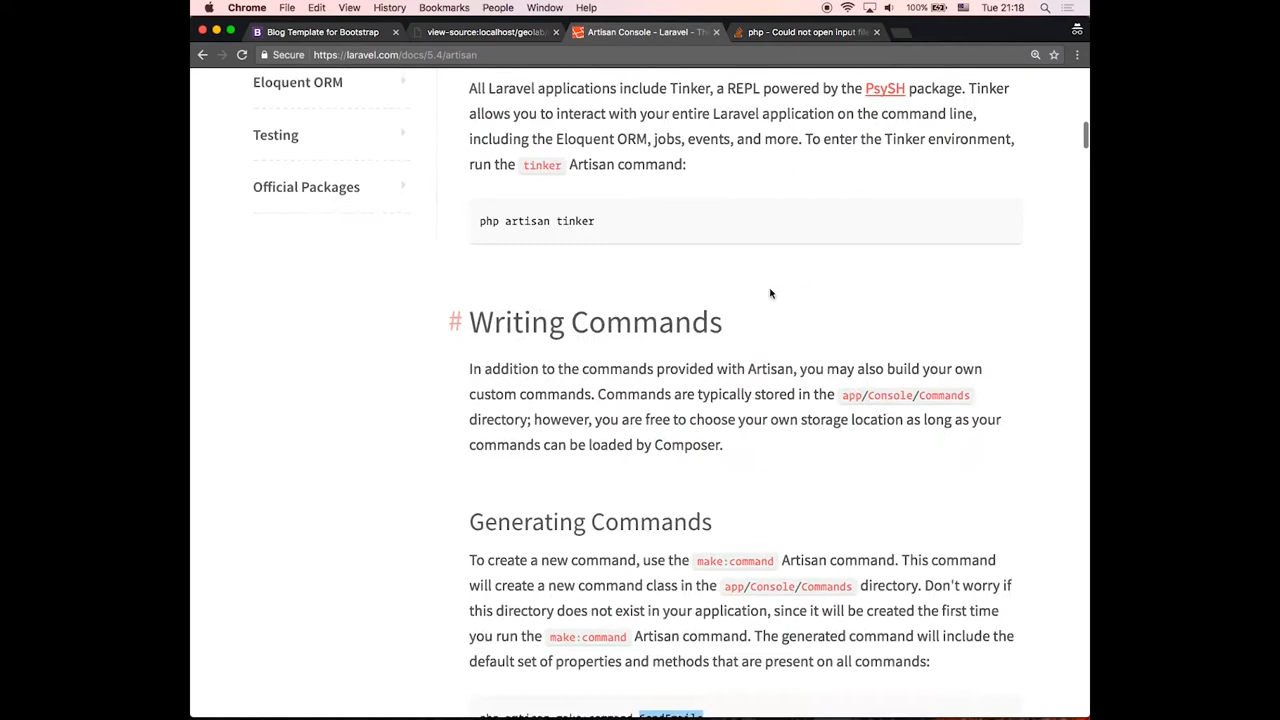 Chrome File Edit View History Bookmarks People Window Help 100% Tue 21:18
Blog Template for Bootstrap
view-source:localhost/geolab
Artisan Console - Laravel - Th
php - Could not open input file
Secure https://laravel.com/docs/5.4/artisan
Eloquent ORM
Testing
Official Packages
All Laravel applications include Tinker, a REPL powered by the PsySH package. Tinker
allows you to interact with your entire Laravel application on the command line,
including the Eloquent ORM, jobs, events, and more. To enter the Tinker environment,
run the tinker Artisan command:
php artisan tinker
# Writing Commands
In addition to the commands provided with Artisan, you may also build your own
custom commands. Commands are typically stored in the app/Console/Commands
directory; however, you are free to choose your own storage location as long as your
commands can be loaded by Composer.
Generating Commands
To create a new command, use the make:command Artisan command. This command
will create a new command class in the app/Console/Commands directory. Don't worry if
this directory does not exist in your application, since it will be created the first time
you run the make:command Artisan command. The generated command will include the
default set of properties and methods that are present on all commands:
php artisan make:command SendEmails